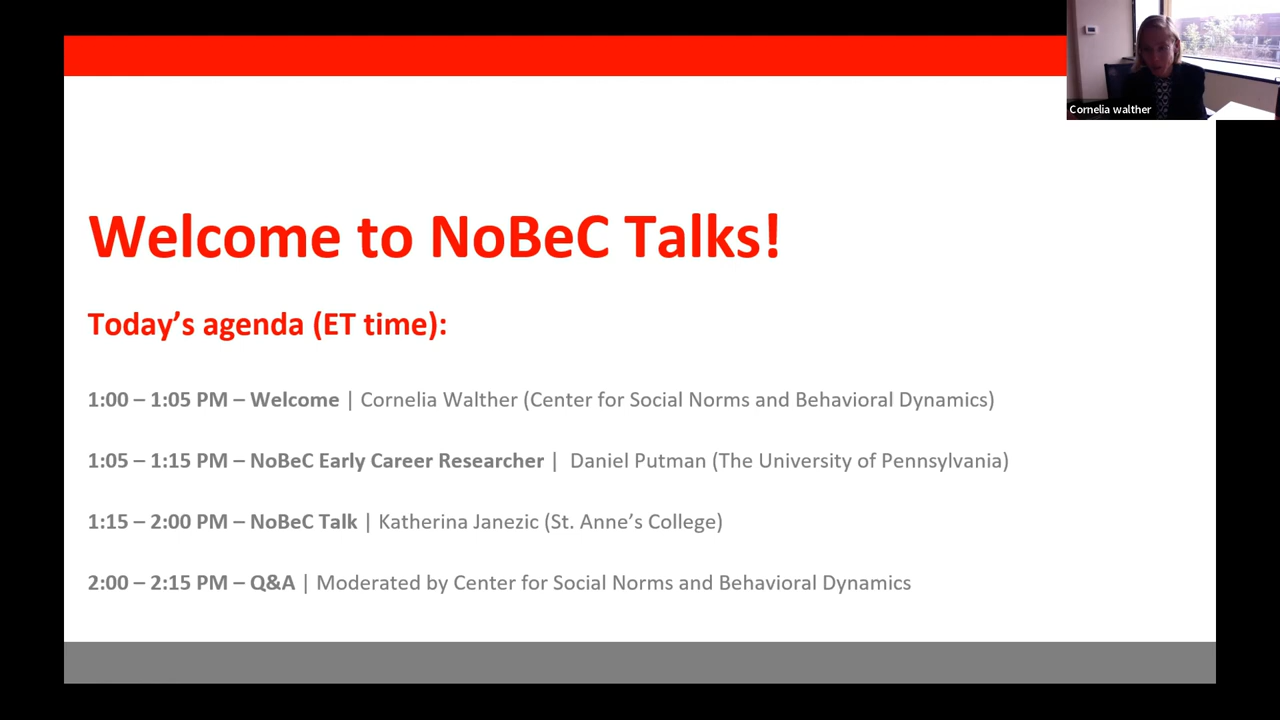 Cornelia walther
Welcome to NoBeC Talks!
Today’s agenda (ET time):
1:00 – 1:05 PM – Welcome | Cornelia Walther (Center for Social Norms and Behavioral Dynamics)
1:05 – 1:15 PM – NoBeC Early Career Researcher | Daniel Putman (The University of Pennsylvania)
1:15 – 2:00 PM – NoBeC Talk | Katherina Janezic (St. Anne’s College)
2:00 – 2:15 PM – Q&A | Moderated by Center for Social Norms and Behavioral Dynamics